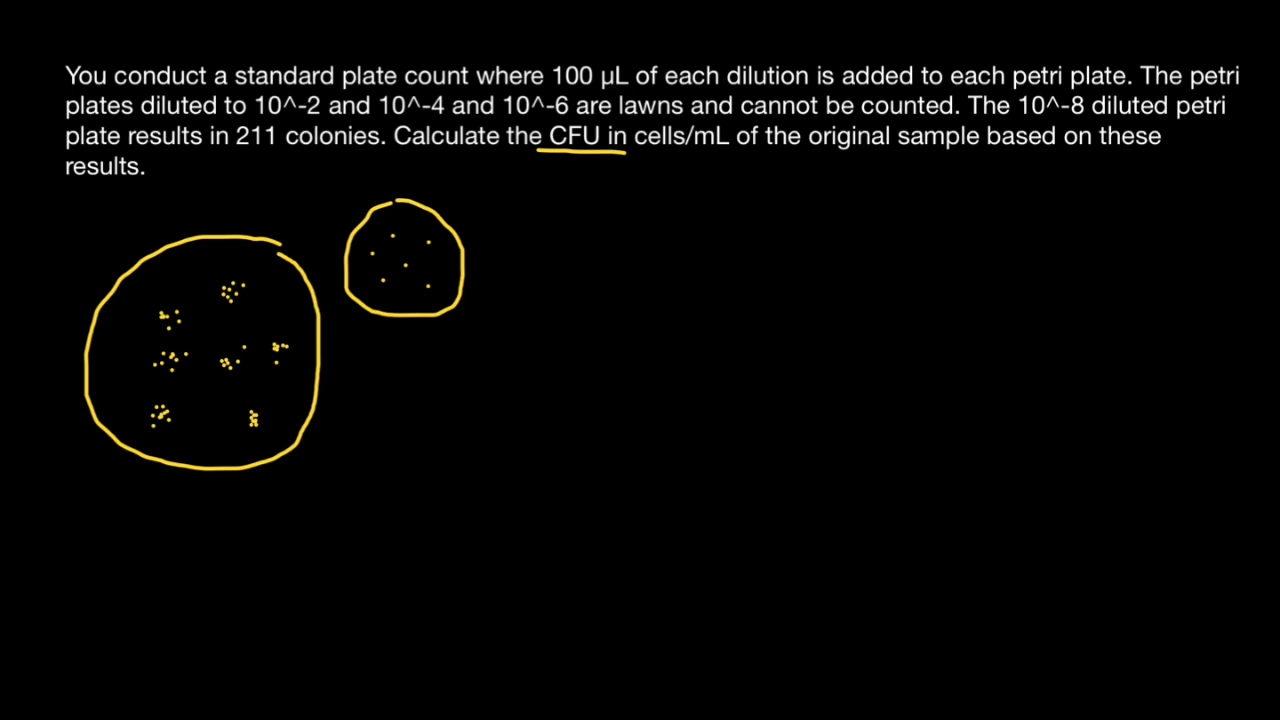 You conduct a standard plate count where 100 µL of each dilution is added to each petri plate. The petri
plates diluted to 10^-2 and 10^-4 and 10^-6 are lawns and cannot be counted. The 10^-8 diluted petri
plate results in 211 colonies. Calculate the CFU in cells/mL of the original sample based on these
results.